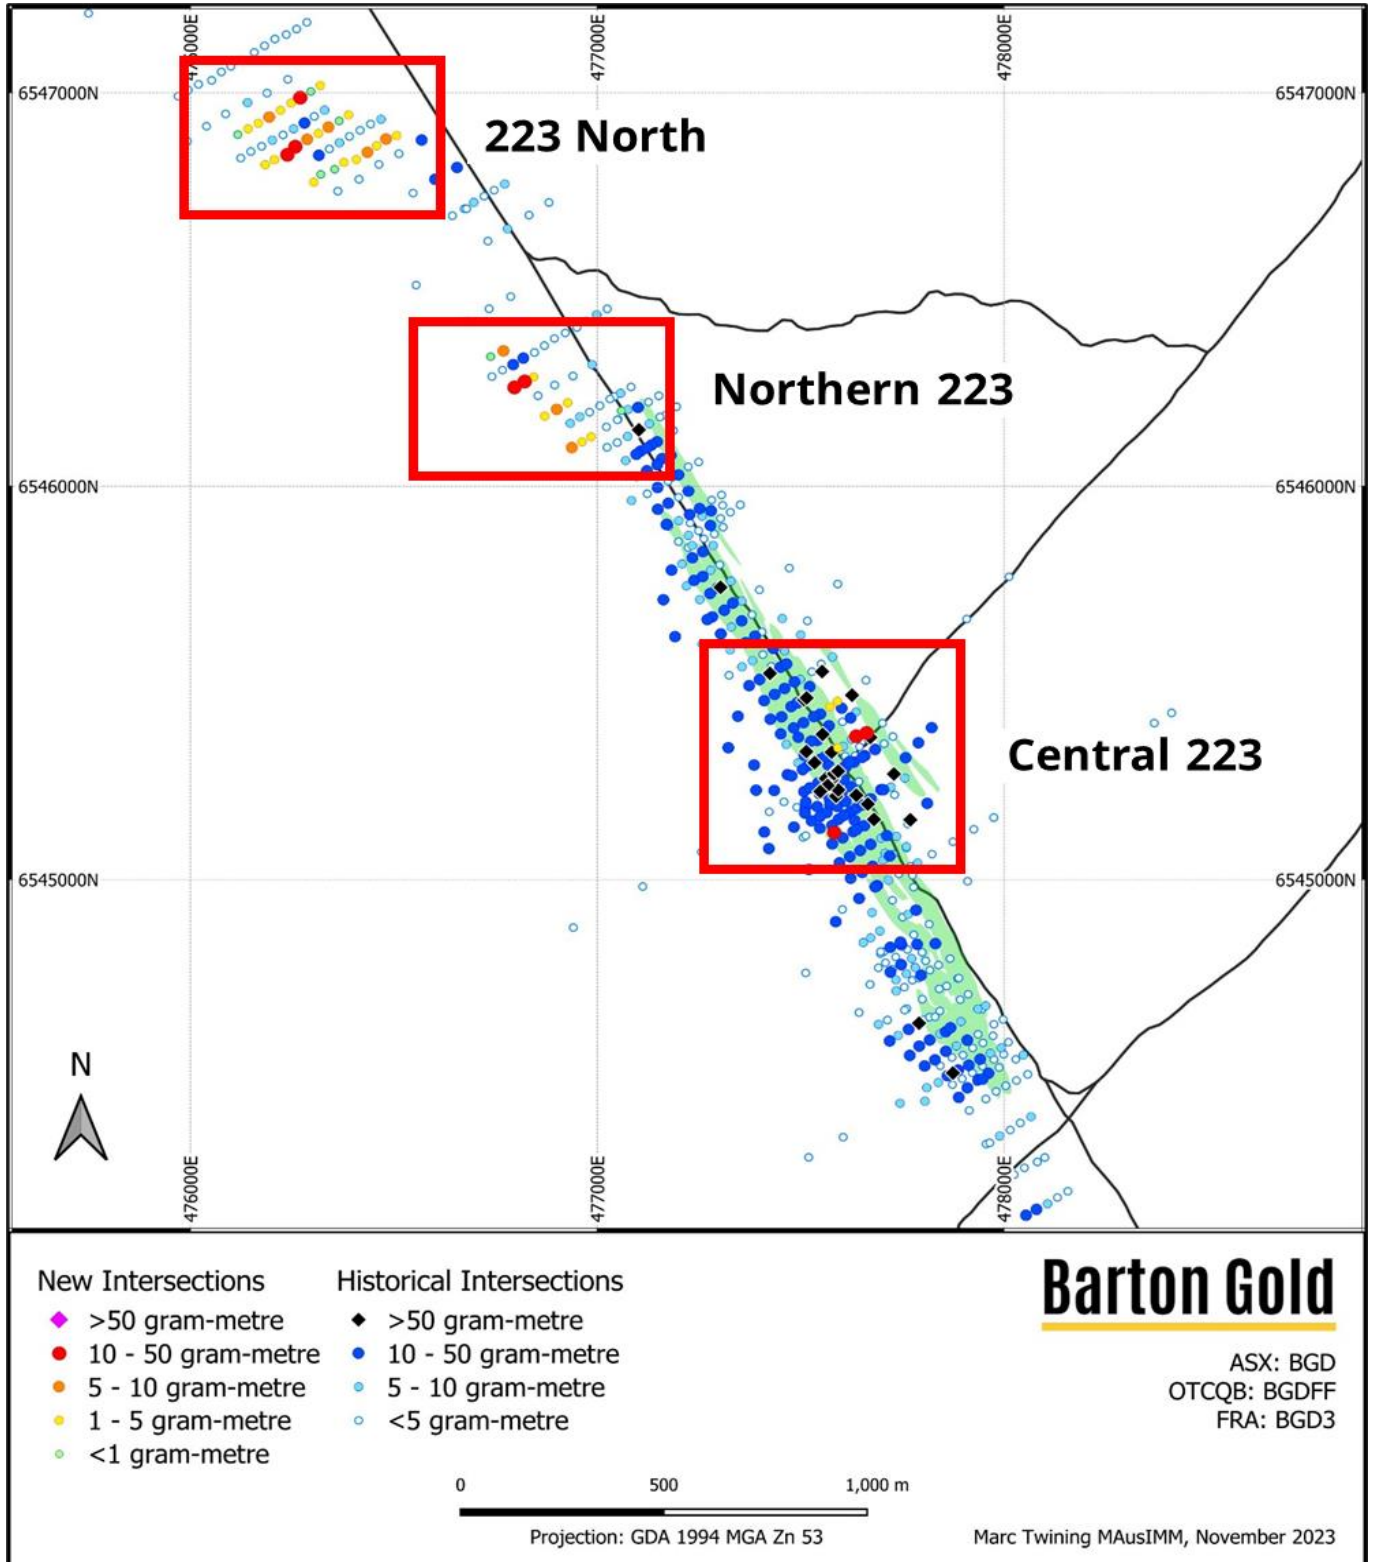 476000E
477000E
478000E
6547000N
6547000N
223 North
Northern 223
6546000N
6546000N
Central 223
6545000N
6545000N
N
476000E
477000E
478000E
New Intersections
>50 gram-metre
10 - 50 gram-metre
5 - 10 gram-metre
1 - 5 gram-metre
<1 gram-metre
Historical Intersections
>50 gram-metre
10 - 50 gram-metre
5 - 10 gram-metre
<5 gram-metre
Barton Gold
ASX: BGD
OTCQB: BGDFF
FRA: BGD3
0 500 1,000 m
Projection: GDA 1994 MGA Zn 53
Marc Twining MAusIMM, November 2023